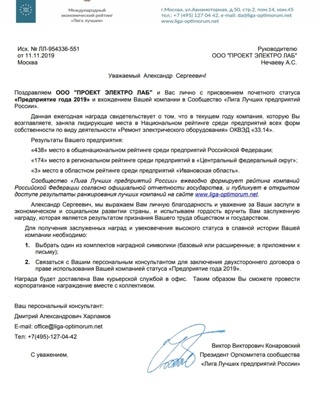 Международный
экономический рейтинг
«Лига лучших»
г.Москва, ул.Авиамоторная, д.50, стр.2, пом.14, ком.45
тел. +7 (495) 127-04-42, e-mail: da@liga-optimorum.net
Исх. № ЛЛ-954336-551
от 11.11.2019
Москва
Руководителю
ООО "ПРОЕКТ ЭЛЕКТРО ЛАБ"
Нечаеву А.С.
Уважаемый Александр Сергеевич!
Поздравляем ООО "ПРОЕКТ ЭЛЕКТРО ЛАБ" и Вас лично с присвоением почетного статуса
«Предприятие года 2019» и вхождением Вашей компании в Сообщество «Лига Лучших предприятий
России».
Данная ежегодная награда свидетельствует о том, что в текущем году компания, которую Вы
возглавляете, заняла лидирующие места в Национальном рейтинге среди предприятий всех форм
собственности по виду деятельности «Ремонт электрического оборудования» ОКВЭД «33.14».
Результаты Вашего предприятия:
«438» место в общенациональном рейтинге среди предприятий Российской Федерации;
«174» место в региональном рейтинге среди предприятий в «Центральный федеральный округ»;
«3» место в областном рейтинге среди предприятий «Ивановская область».
Сообщество «Лига Лучших предприятий России» ежегодно формирует рейтинг компаний
Российской Федерации согласно официальной отчетности государства, и публикует в открытом
доступе результаты ранжирования лучших компаний на сайте www.liga-optimorum.net.
Александр Сергеевич, мы выражаем Вам личную благодарность и уважение за Ваши заслуги в
экономическом и социальном развитии страны, и испытываем гордость вручить Вам заслуженную
награду, которая является результатом признания Вашего труда обществом и государством.
Для получения заслуженных наград и увековечения высокого статуса в славной истории Вашей
компании необходимо:
1. Выбрать один из комплектов наградной символики (базовый или расширенные; в приложении к
письму);
2. Связаться с Вашим персональным консультантом для заключения двухстороннего договора о
праве использования Вашей компанией статуса «Предприятие года 2019».
Награда будет доставлена Вам курьерской службой в офис. Таким образом Вы сможете провести
корпоративное награждение вместе с коллективом.
Ваш персональный консультант:
Дмитрий Александрович Харламов
E-mail: office@liga-optimorum.net
Тел: +7(495)-127-04-42
С уважением,
Виктор Викторович Конаровский
Президент Оргкомитета сообщества
«Лига Лучших предприятий России»